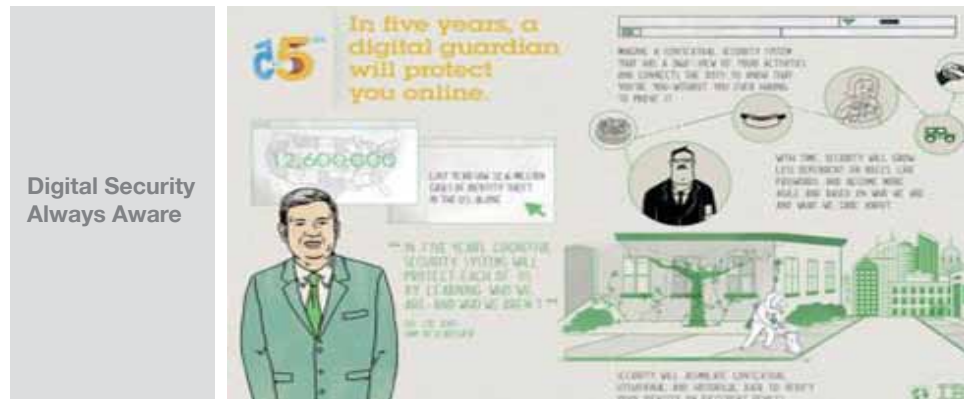 Digital Security
Always Aware
5
In five years, a
digital guardian
will protect
you online.
12,600,000
LAST YEAR SAW 12.6 MILLION
CASES OF IDENTITY THEFT
IN THE U.S. ALONE
"IN FIVE YEARS, COGNITIVE
SECURITY SYSTEMS WILL
PROTECT EACH OF US
BY LEARNING WHO WE
ARE, AND WHO WE AREN'T."
IMAGINE A CONTEXTUAL SECURITY SYSTEM
THAT HAS A 360° VIEW OF YOUR ACTIVITIES
AND CONNECTS THE DOTS TO KNOW THAT
YOU'RE YOU WITHOUT YOU EVER HAVING
TO PROVE IT
WITH TIME, SECURITY WILL GROW
LESS DEPENDENT ON RULES, LIKE
PASSWORDS, AND BECOME MORE
AGILE AND BASED ON WHO WE ARE
AND WHAT WE CARE ABOUT
SECURITY WILL ASSIMILATE CONTEXTUAL,
SITUATIONAL AND HISTORICAL DATA TO VERIFY